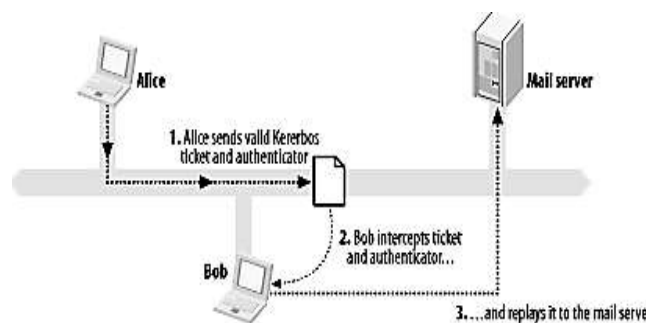 Alice
Mail server
1. Alice sends valid Kererbos
ticket and authenticator
2. Bob intercepts ticket
and authenticator...
Bob
3. ....and replays it to the mail serve